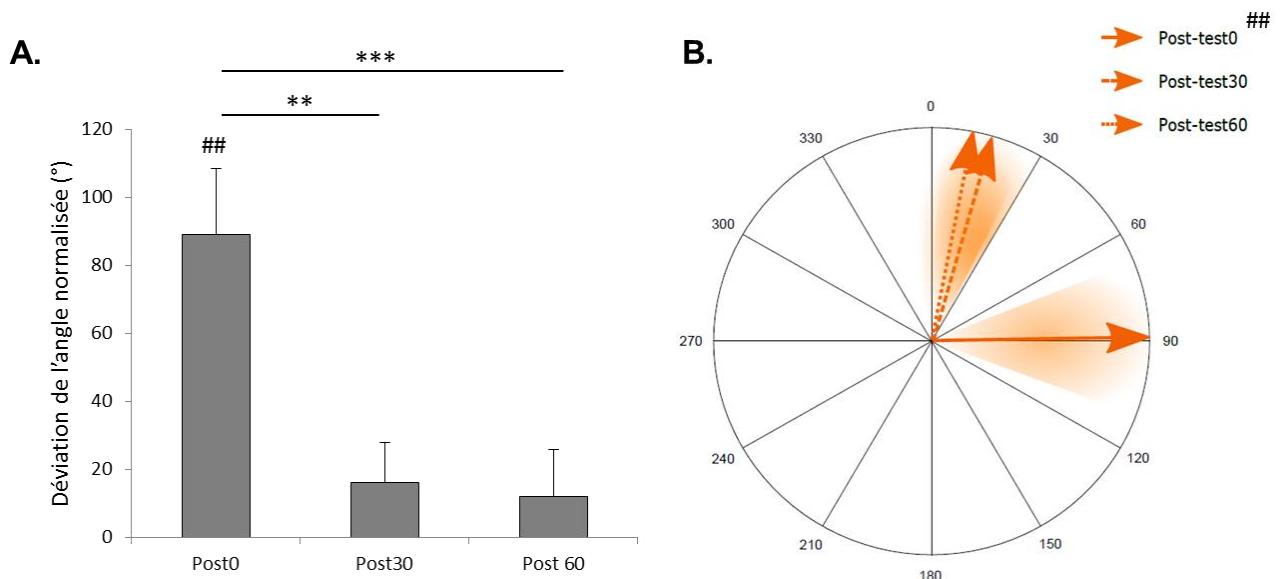 A.
***
**
##
Déviation de l'angle normalisée (°)
120
100
80
60
40
20
0
Post0
Post30
Post 60
B.
Post-test0 ##
Post-test30
Post-test60
0
30
60
90
120
150
180
210
240
270
300
330